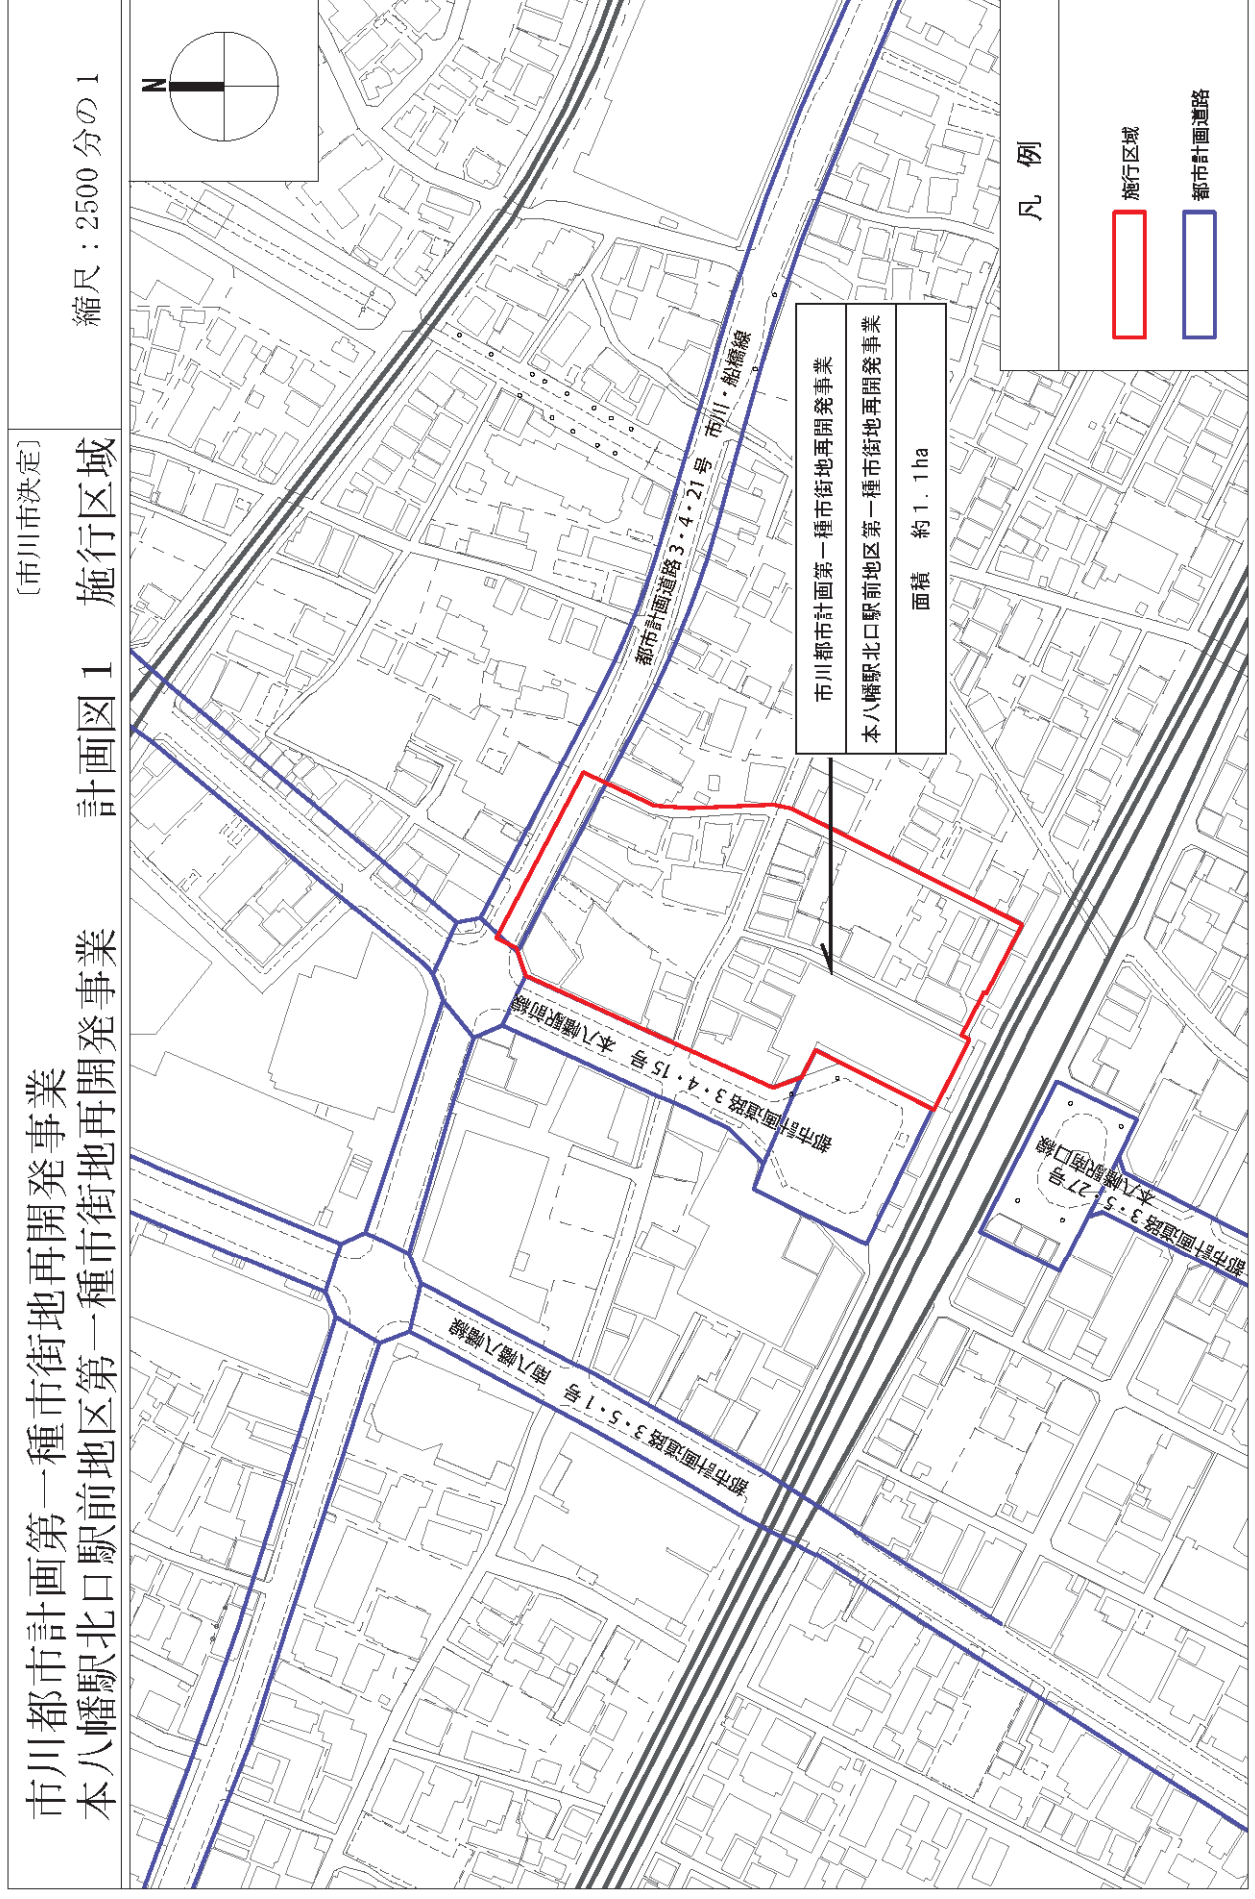 市川都市計画第一種市街地再開発事業
本八幡駅北口駅前地区第一種市街地再開発事業　計画図1　施行区域
〔市川市決定〕
縮尺：2500分の1
N
都市計画道路3・4・21号　市川・船橋線
都市計画道路3・4・15号　本八幡駅前線
都市計画道路3・5・1号　南八幡八幡線
都市計画道路3・5・27号
本八幡駅南口線
市川都市計画第一種市街地再開発事業
本八幡駅北口駅前地区第一種市街地再開発事業
面積　約1.1ha
凡　例
施行区域
都市計画道路